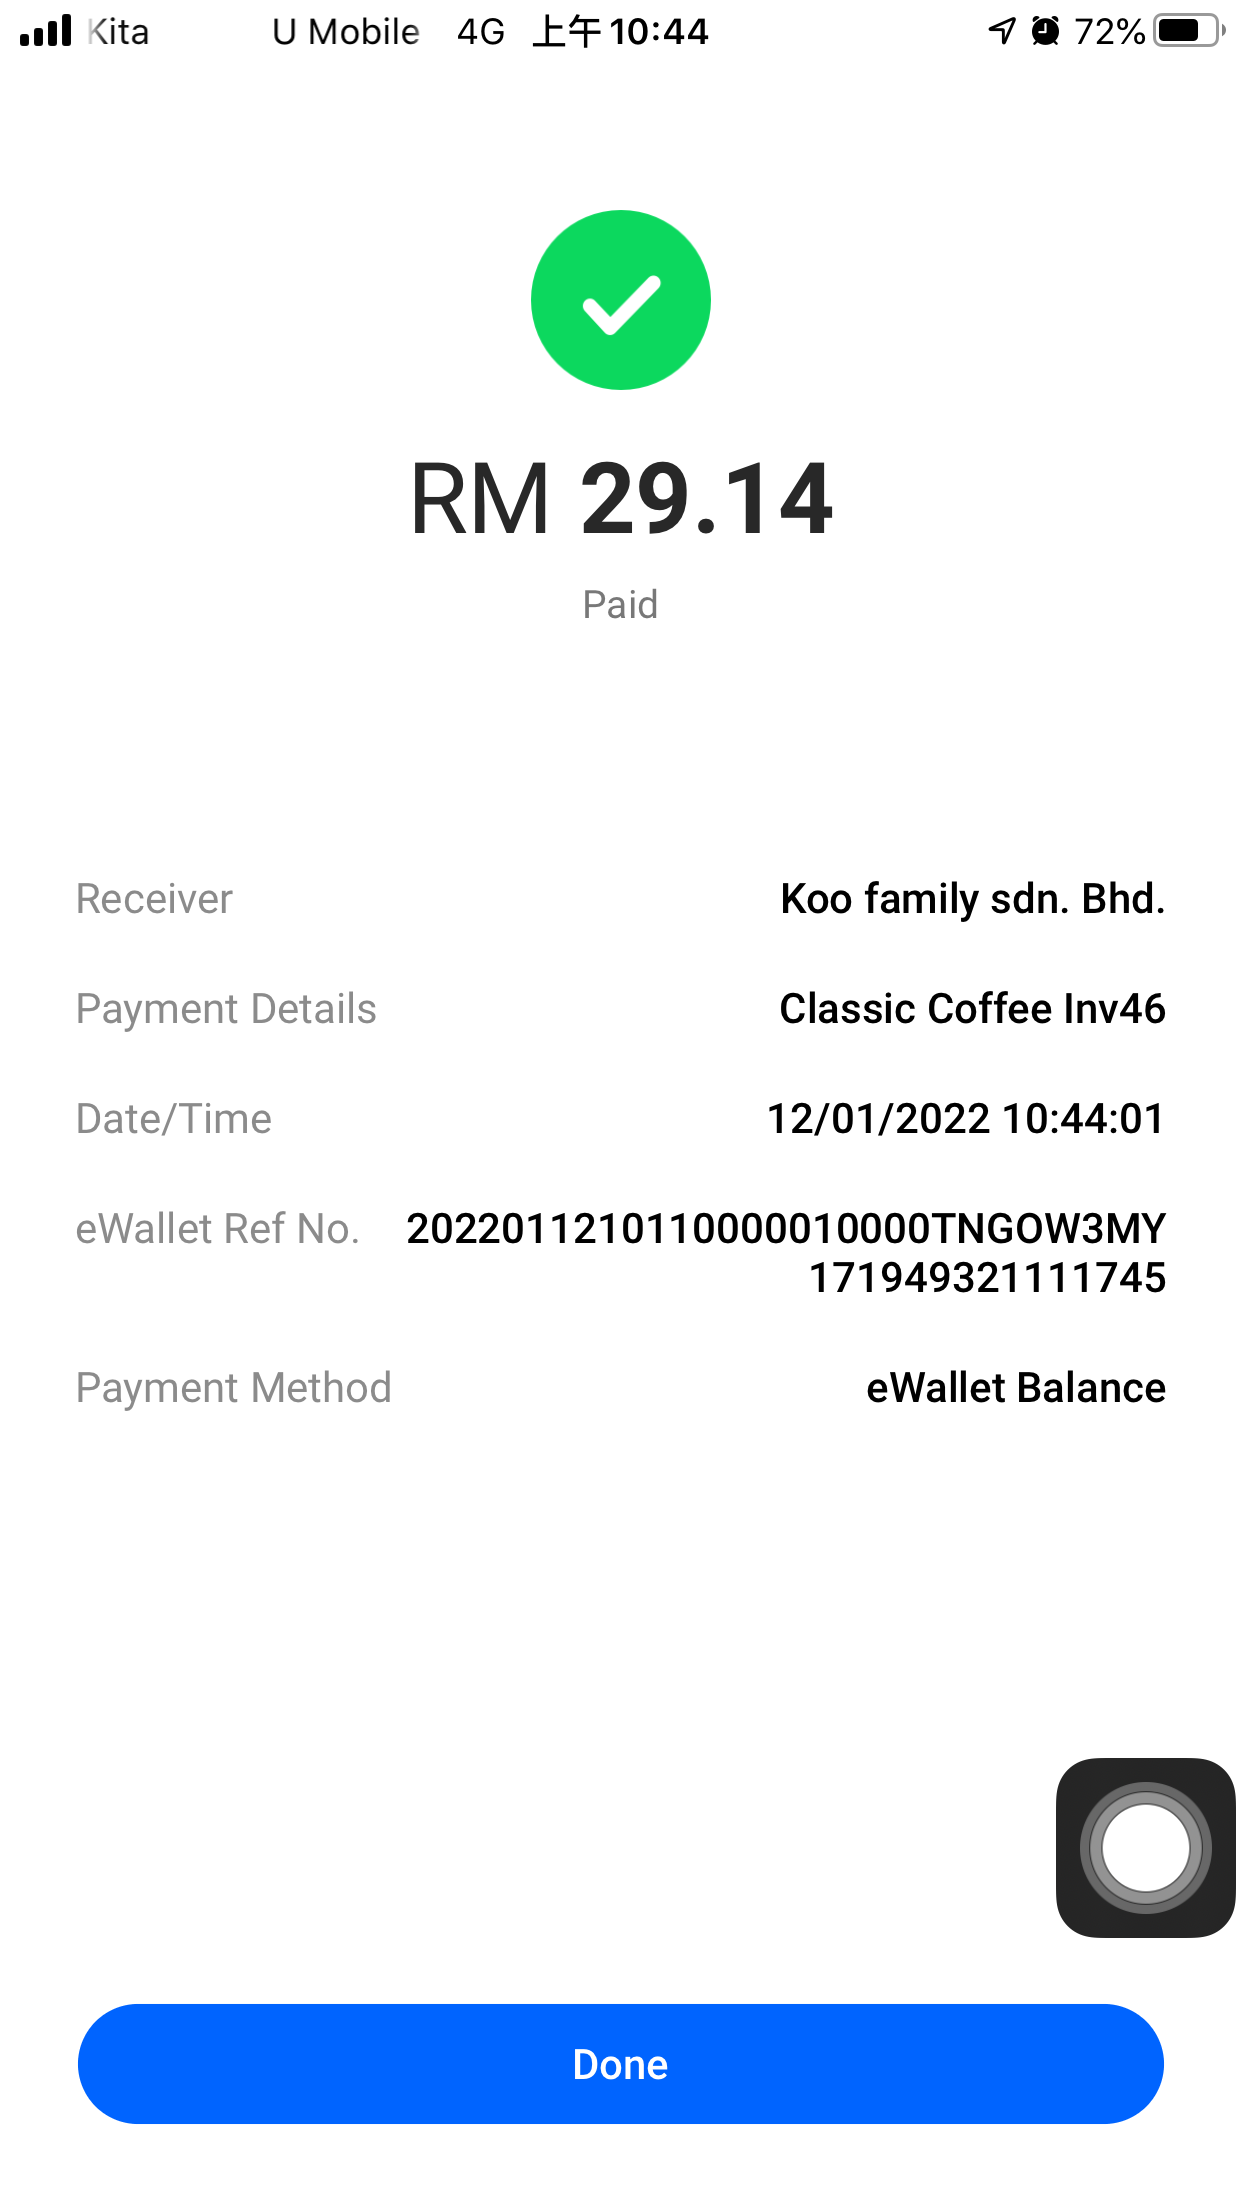 Kita U Mobile 4G 上午10:44 72%
RM 29.14
Paid
Receiver Koo family sdn. Bhd.
Payment Details Classic Coffee Inv46
Date/Time 12/01/2022 10:44:01
eWallet Ref No. 20220112101110000010000TNGOW3MY
171949321111745
Payment Method eWallet Balance
Done